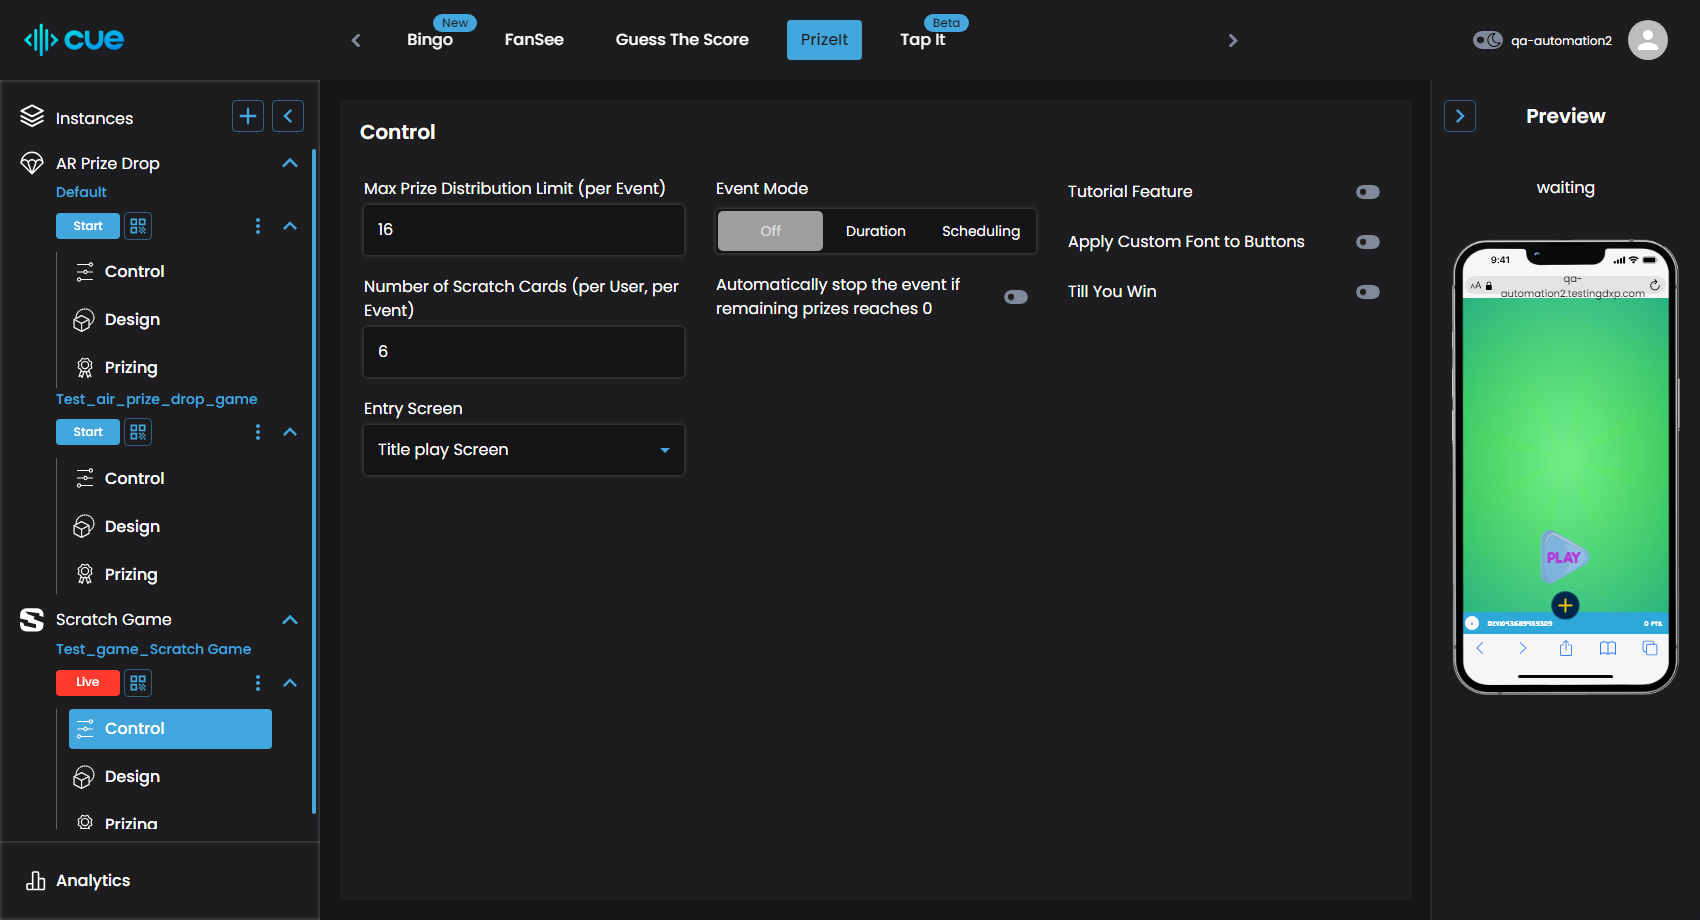 cue
New
Bingo
FanSee
Guess The Score
PrizeIt
Beta
Tap It
qa-automation2
Instances
AR Prize Drop
Default
Start
Control
Design
Prizing
Test_air_prize_drop_game
Start
Control
Design
Prizing
Scratch Game
Test_game_Scratch Game
Live
Control
Design
Prizing
Analytics
Control
Max Prize Distribution Limit (per Event)
16
Number of Scratch Cards (per User, per
Event)
6
Entry Screen
Title play Screen
Event Mode
Off
Duration
Scheduling
Automatically stop the event if
remaining prizes reaches 0
Tutorial Feature
Apply Custom Font to Buttons
Till You Win
Preview
waiting
9:41
AA
qa-
automation2.testingdxp.com
PLAY
0 PTS.